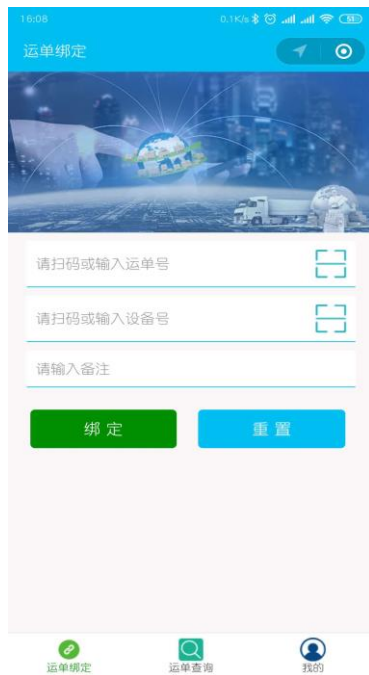 16:08
0.1K/s
51
运单绑定
请扫码或输入运单号
请扫码或输入设备号
请输入备注
绑 定
重 置
运单绑定
运单查询
我的